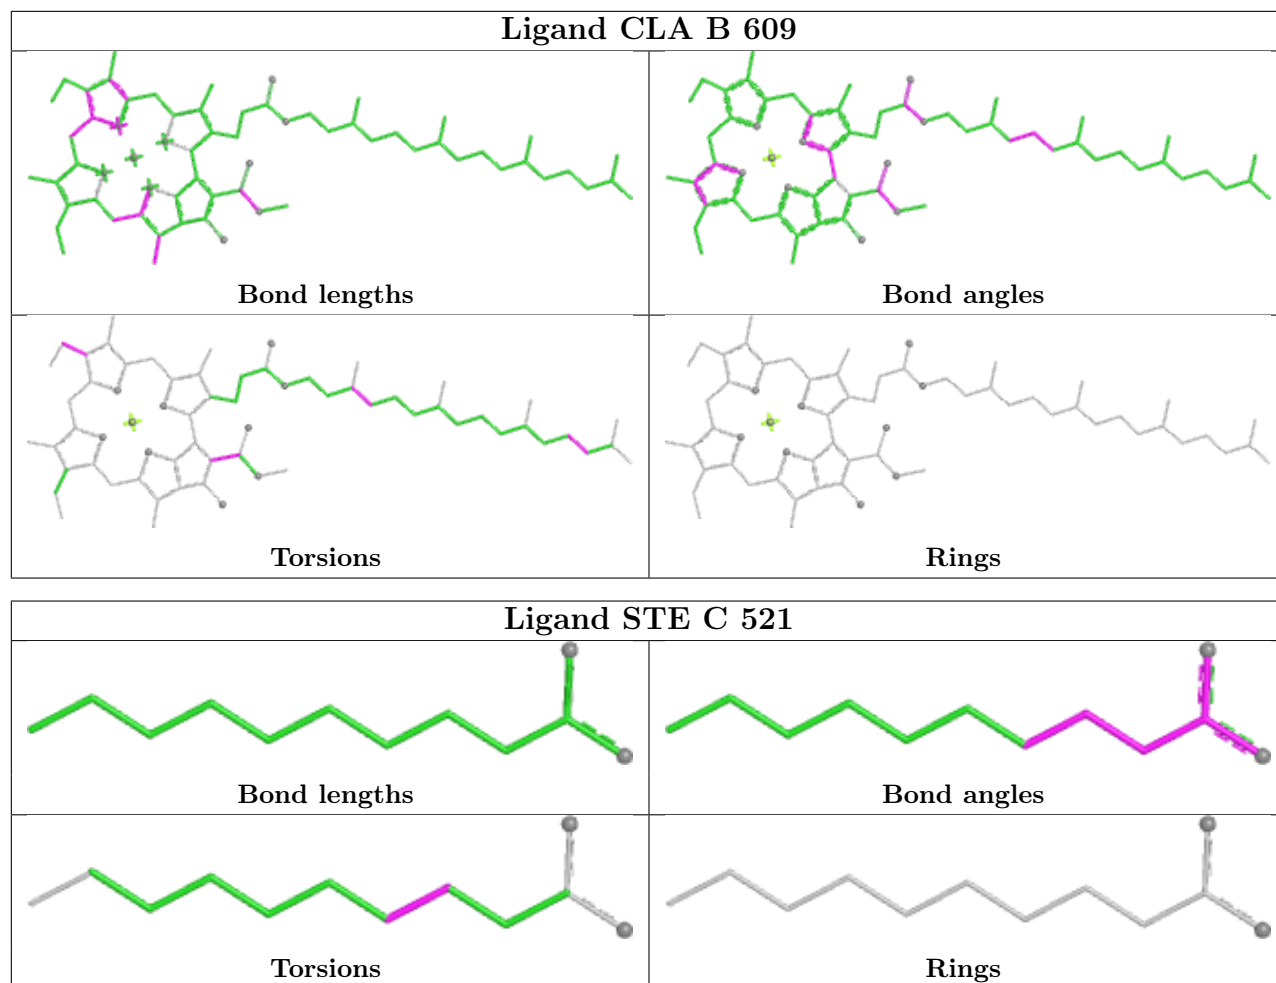 Ligand CLA B 609
Bond lengths
Bond angles
Torsions
Rings
Ligand STE C 521
Bond lengths
Bond angles
Torsions
Rings